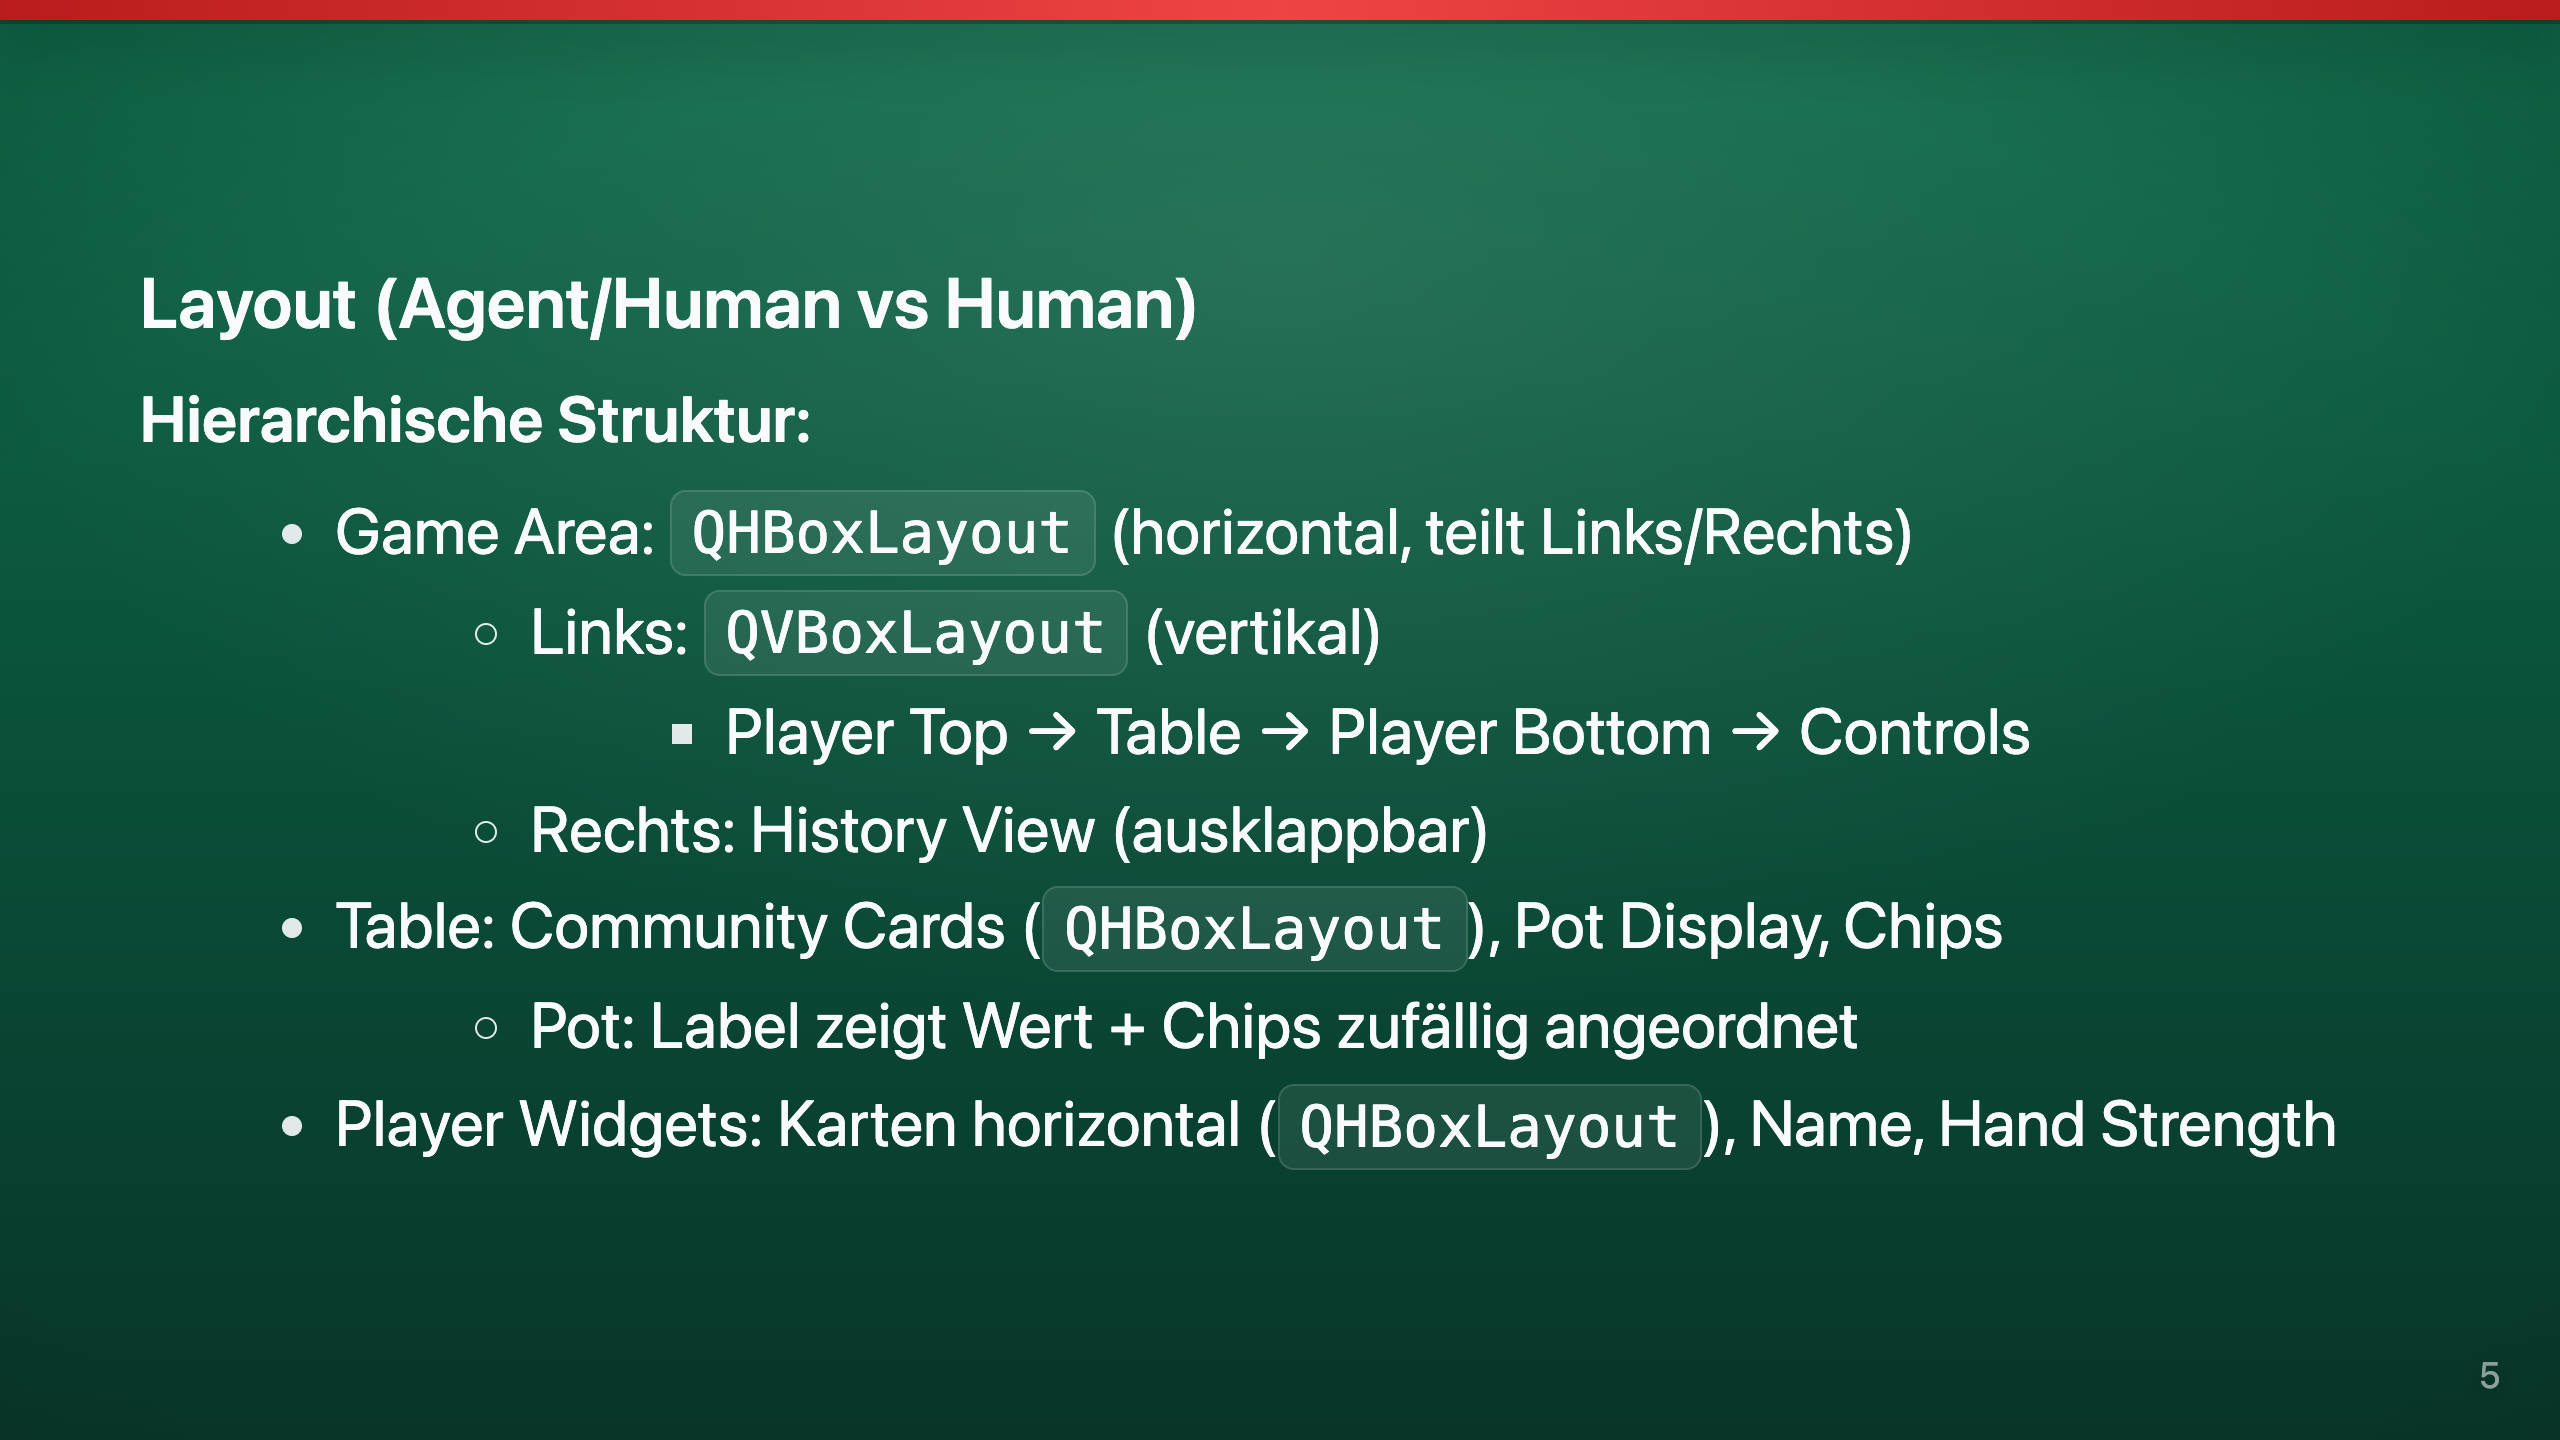 Layout (Agent/Human vs Human)
Hierarchische Struktur:
• Game Area: QHBoxLayout (horizontal, teilt Links/Rechts)
○ Links: QVBoxLayout (vertikal)
▪ Player Top → Table → Player Bottom → Controls
○ Rechts: History View (ausklappbar)
• Table: Community Cards (QHBoxLayout), Pot Display, Chips
○ Pot: Label zeigt Wert + Chips zufällig angeordnet
• Player Widgets: Karten horizontal (QHBoxLayout), Name, Hand Strength
5